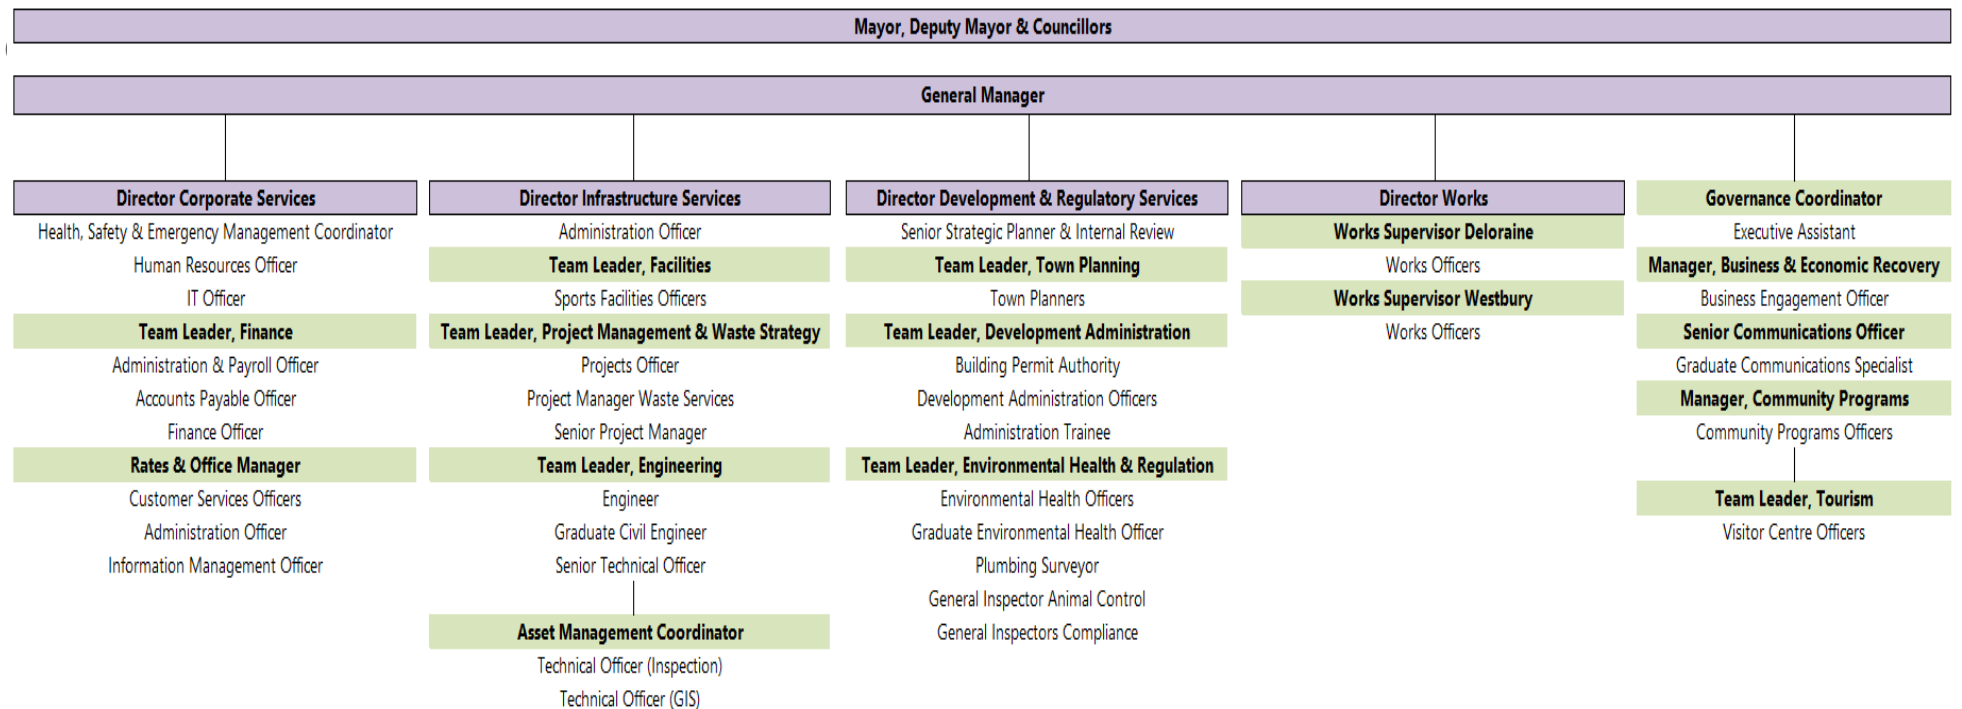 Mayor, Deputy Mayor & Councillors
General Manager
Director Corporate Services
Health, Safety & Emergency Management Coordinator
Human Resources Officer
IT Officer
Team Leader, Finance
Administration & Payroll Officer
Accounts Payable Officer
Finance Officer
Rates & Office Manager
Customer Services Officers
Administration Officer
Information Management Officer
Director Infrastructure Services
Administration Officer
Team Leader, Facilities
Sports Facilities Officers
Team Leader, Project Management & Waste Strategy
Projects Officer
Project Manager Waste Services
Senior Project Manager
Team Leader, Engineering
Engineer
Graduate Civil Engineer
Senior Technical Officer
Asset Management Coordinator
Technical Officer (Inspection)
Technical Officer (GIS)
Director Development & Regulatory Services
Senior Strategic Planner & Internal Review
Team Leader, Town Planning
Town Planners
Team Leader, Development Administration
Building Permit Authority
Development Administration Officers
Administration Trainee
Team Leader, Environmental Health & Regulation
Environmental Health Officers
Graduate Environmental Health Officer
Plumbing Surveyor
General Inspector Animal Control
General Inspectors Compliance
Director Works
Works Supervisor Deloraine
Works Officers
Works Supervisor Westbury
Works Officers
Governance Coordinator
Executive Assistant
Manager, Business & Economic Recovery
Business Engagement Officer
Senior Communications Officer
Graduate Communications Specialist
Manager, Community Programs
Community Programs Officers
Team Leader, Tourism
Visitor Centre Officers